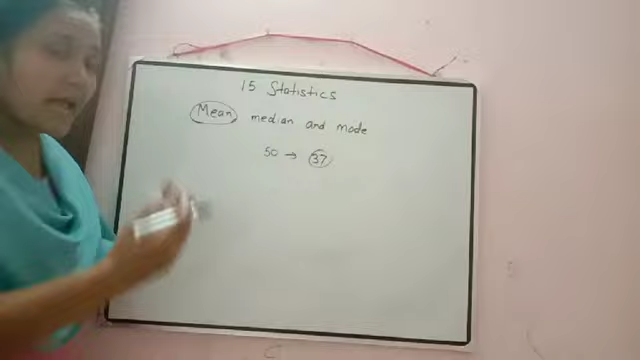 15 Statistics
Mean median and mode
50 → 37